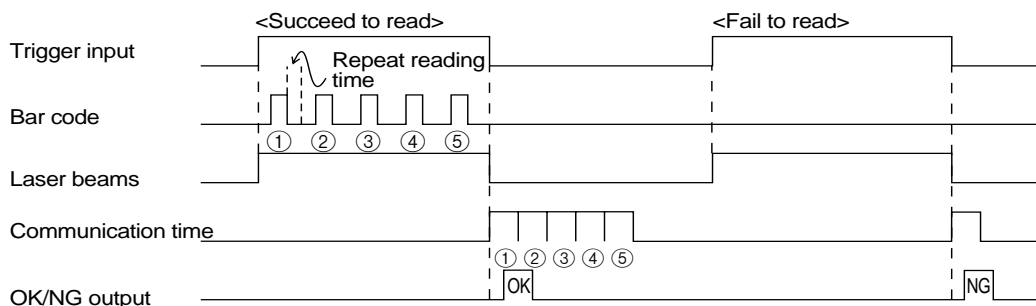 <Succeed to read>
<Fail to read>
Trigger input
Repeat reading
time
Bar code
① ② ③ ④ ⑤
Laser beams
Communication time
① ② ③ ④ ⑤
OK/NG output
OK
NG